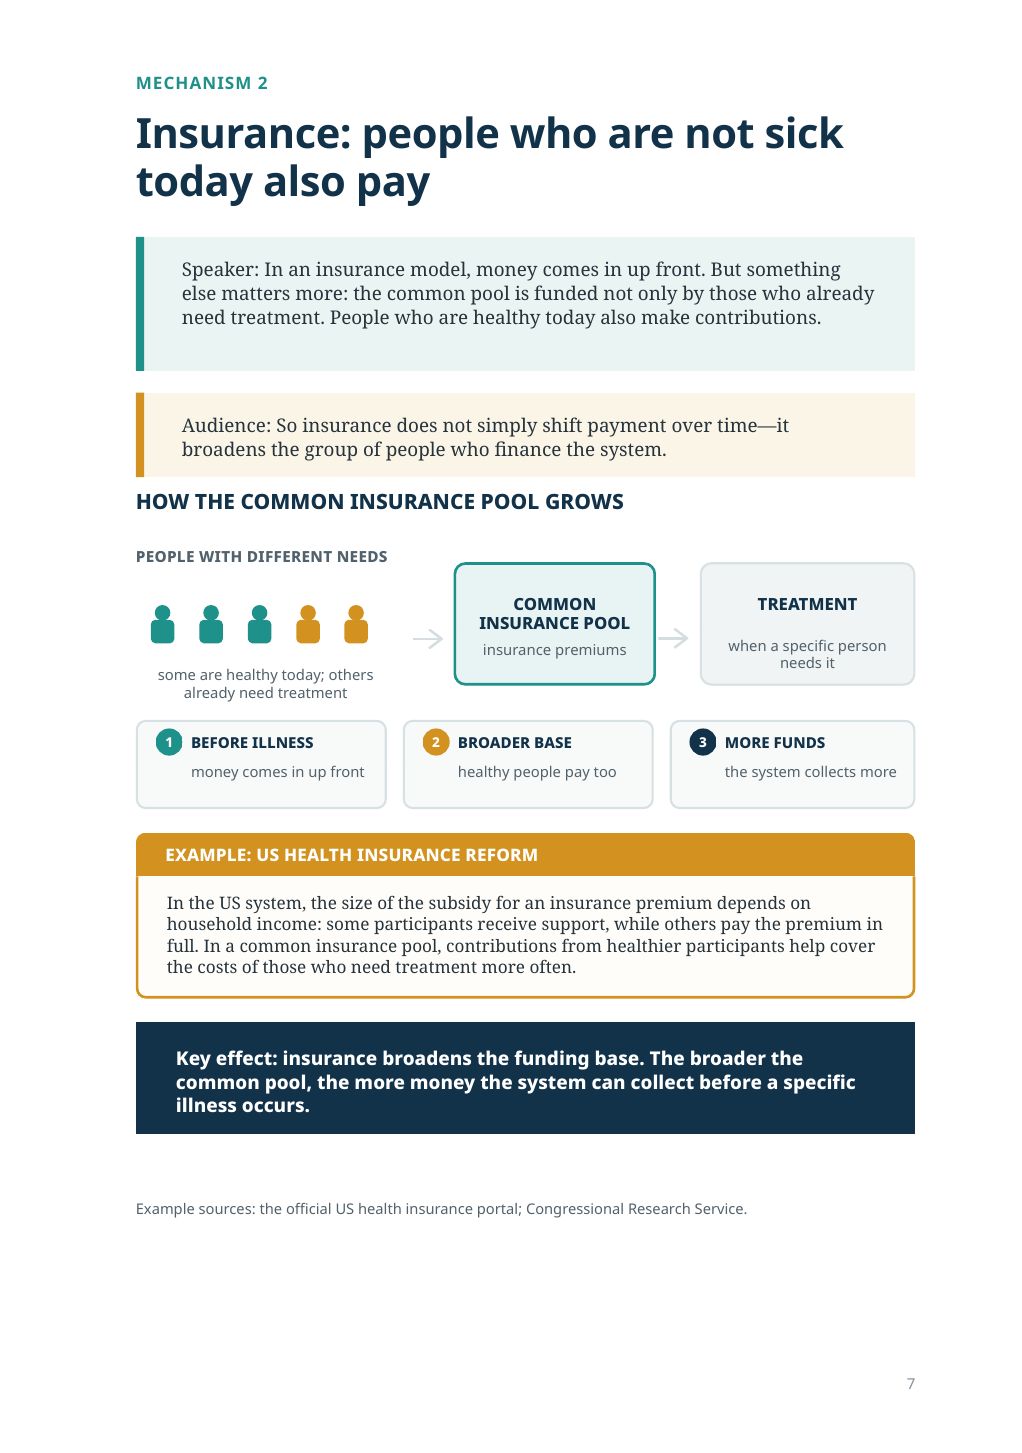 MECHANISM 2
Insurance: people who are not sick
today also pay
Speaker: In an insurance model, money comes in up front. But something
else matters more: the common pool is funded not only by those who already
need treatment. People who are healthy today also make contributions.
Audience: So insurance does not simply shift payment over time—it
broadens the group of people who finance the system.
HOW THE COMMON INSURANCE POOL GROWS
PEOPLE WITH DIFFERENT NEEDS
some are healthy today; others
already need treatment
COMMON
INSURANCE POOL
insurance premiums
TREATMENT
when a specific person
needs it
1 BEFORE ILLNESS
money comes in up front
2 BROADER BASE
healthy people pay too
3 MORE FUNDS
the system collects more
EXAMPLE: US HEALTH INSURANCE REFORM
In the US system, the size of the subsidy for an insurance premium depends on
household income: some participants receive support, while others pay the premium in
full. In a common insurance pool, contributions from healthier participants help cover
the costs of those who need treatment more often.
Key effect: insurance broadens the funding base. The broader the
common pool, the more money the system can collect before a specific
illness occurs.
Example sources: the official US health insurance portal; Congressional Research Service.
7